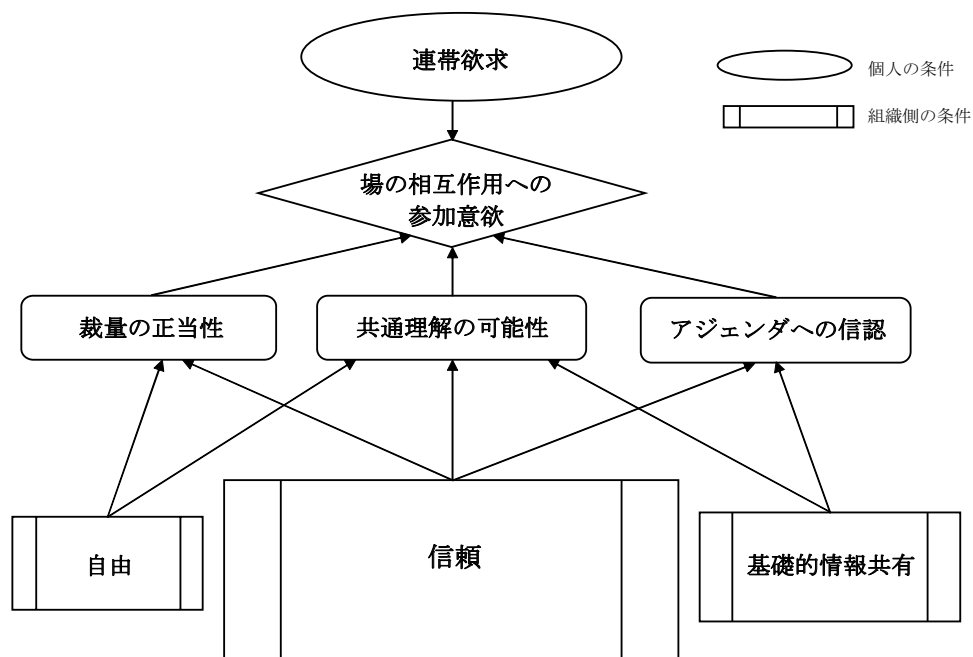 連帯欲求
個人の条件
組織側の条件
場の相互作用への
参加意欲
裁量の正当性
共通理解の可能性
アジェンダへの信認
自由
信頼
基礎的情報共有